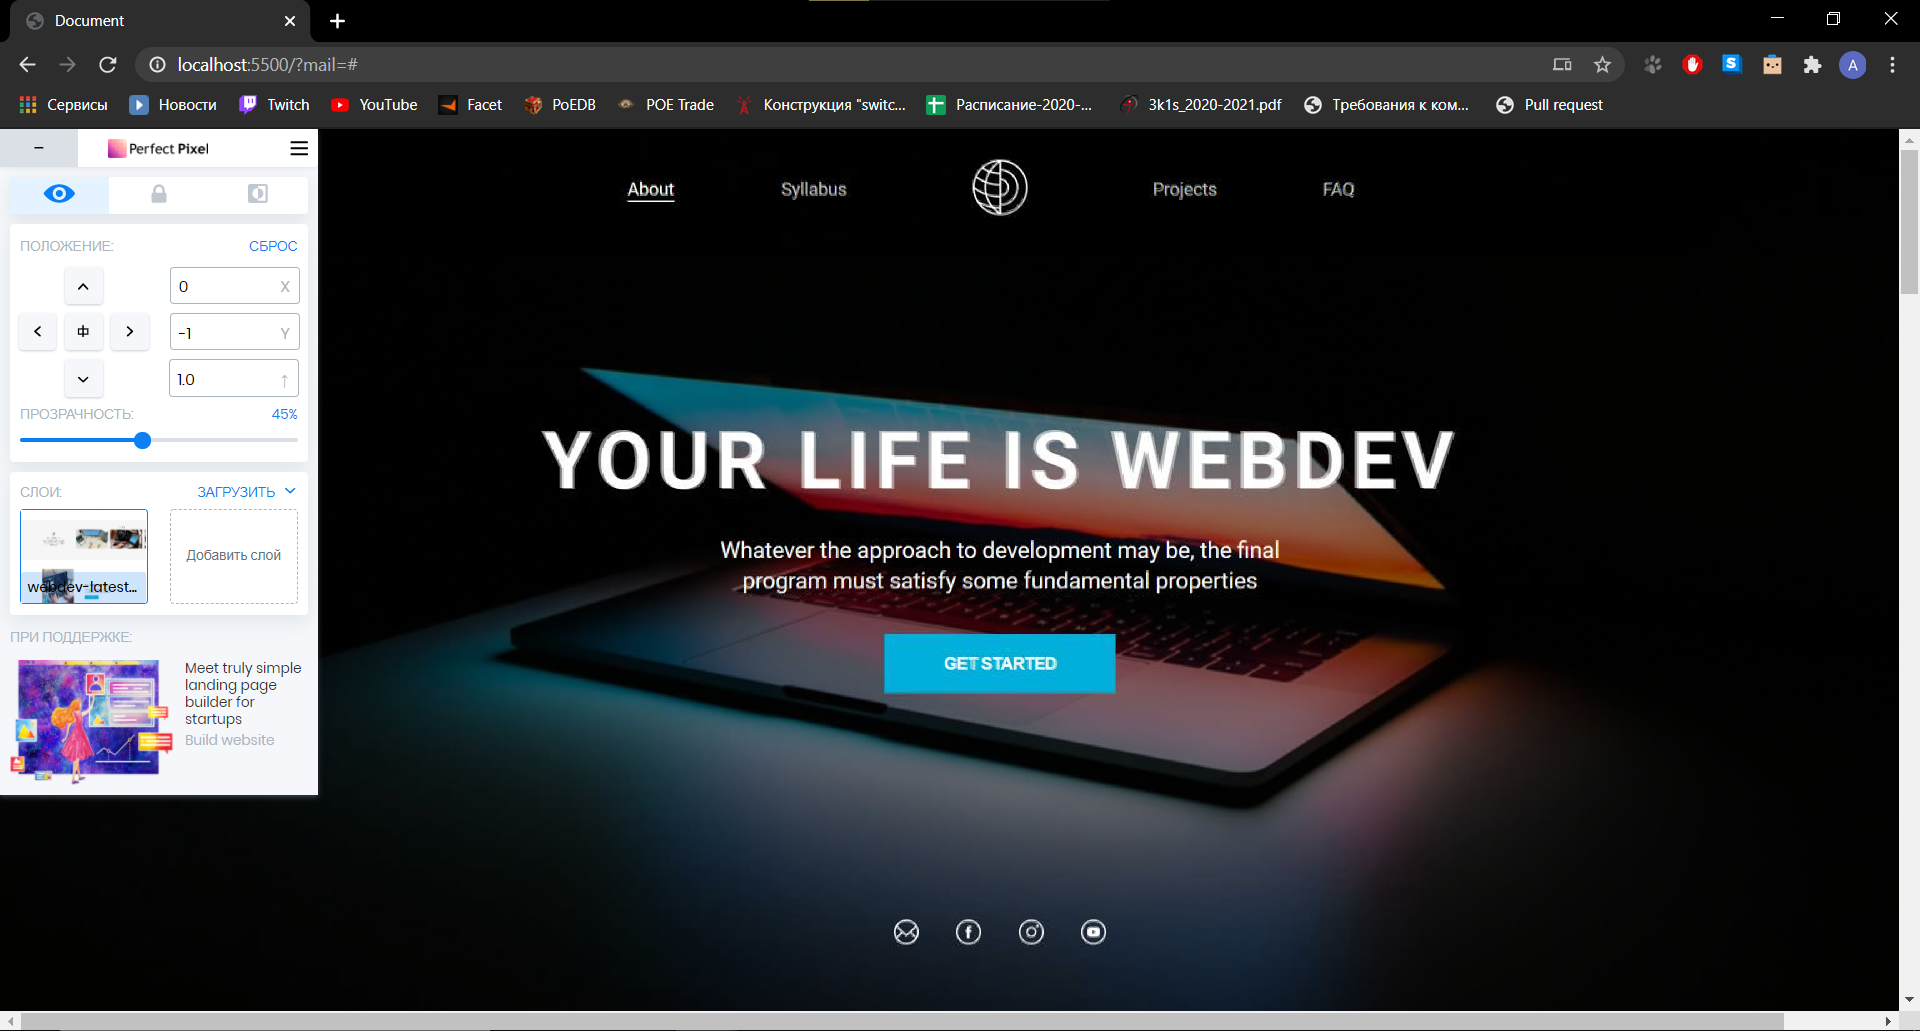 Document
localhost:5500/?mail=#
A
Сервисы
Новости
Twitch
YouTube
Facet
PoEDB
POE Trade
Конструкция "switc...
Расписание-2020-...
3k1s_2020-2021.pdf
Требования к ком...
Pull request
Perfect Pixel
ПОЛОЖЕНИЕ:
СБРОС
0 X
-1 Y
1.0 ↑
ПРОЗРАЧНОСТЬ:
45%
СЛОИ:
ЗАГРУЗИТЬ
webdev-latest...
Добавить слой
ПРИ ПОДДЕРЖКЕ:
Meet truly simple
landing page
builder for
startups
Build website
About
Syllabus
Projects
FAQ
YOUR LIFE IS WEBDEV
Whatever the approach to development may be, the final
program must satisfy some fundamental properties
GET STARTED